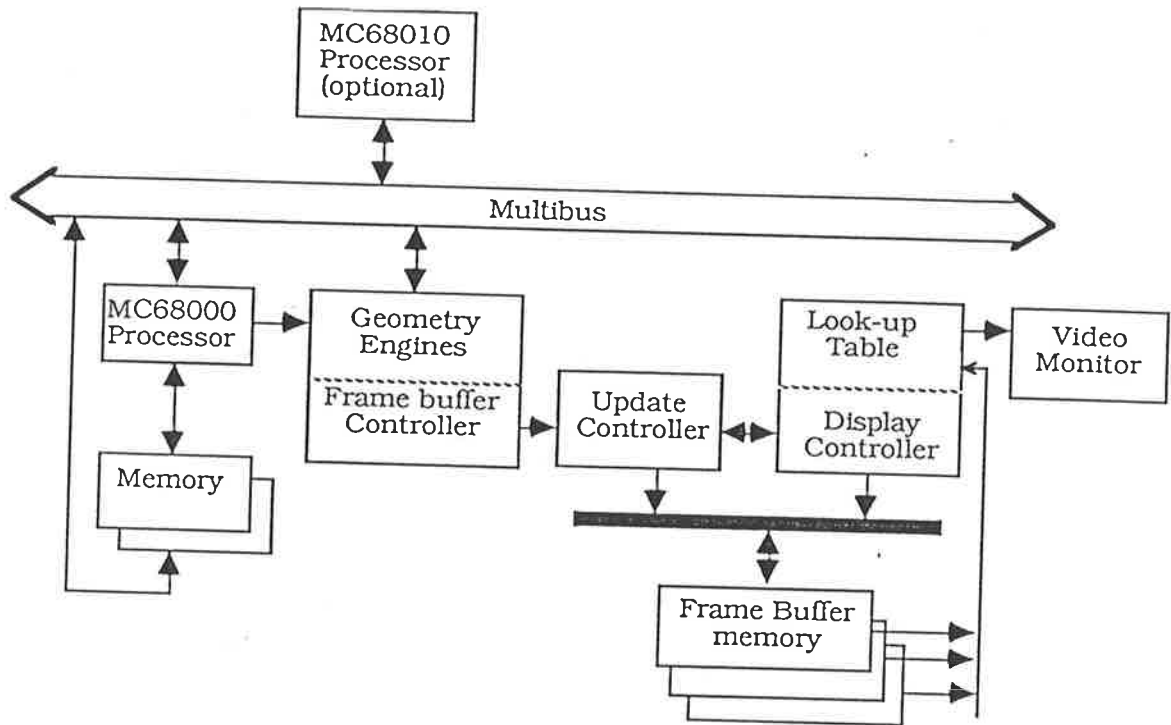 MC68010
Processor
(optional)
Multibus
MC68000
Processor
Geometry
Engines
Frame buffer
Controller
Memory
Update
Controller
Look-up
Table
Display
Controller
Video
Monitor
Frame Buffer
memory